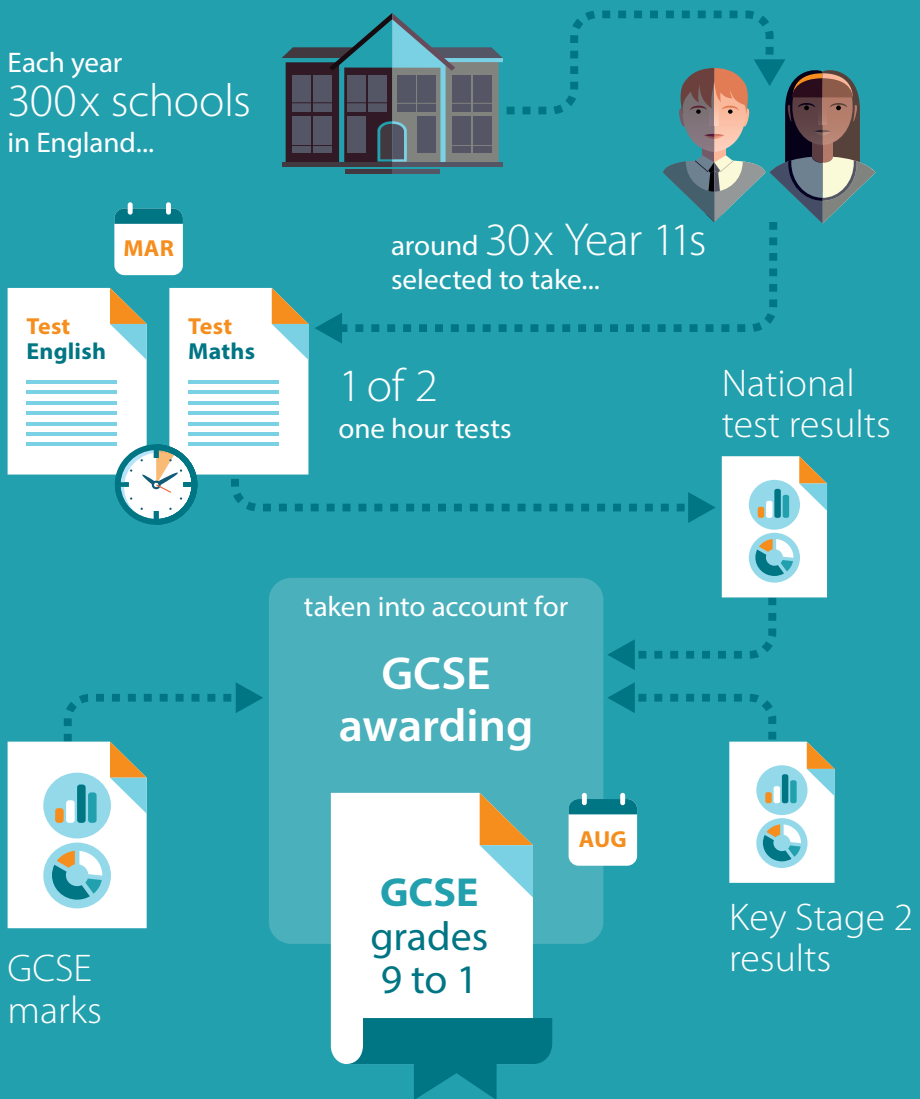 Each year
300x schools
in England...
around 30x Year 11s
selected to take...
MAR
Test
English
Test
Maths
1 of 2
one hour tests
National
test results
taken into account for
GCSE
awarding
AUG
GCSE
grades
9 to 1
GCSE
marks
Key Stage 2
results